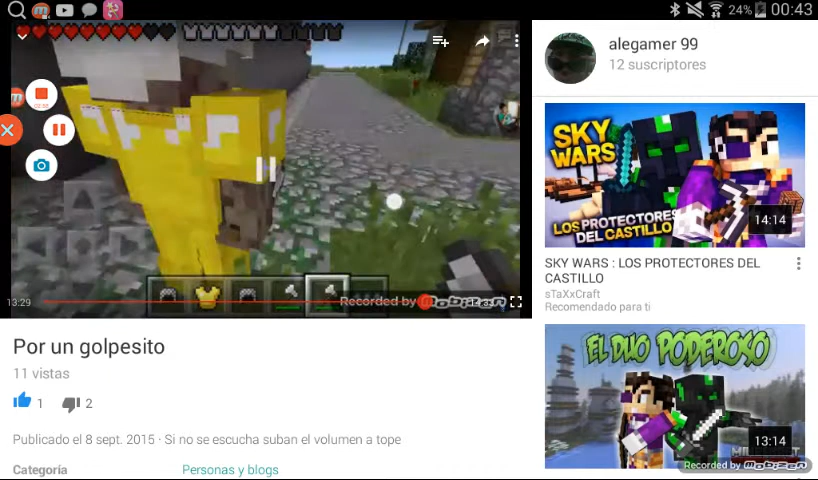 24% 00:43
13:29
Recorded by mobizen
Por un golpesito
11 vistas
1 2
Publicado el 8 sept. 2015 · Si no se escucha suban el volumen a tope
Categoría Personas y blogs
alegamer 99
12 suscriptores
SKY
WARS
LOS PROTECTORES
DEL CASTILLO
14:14
SKY WARS : LOS PROTECTORES DEL
CASTILLO
sTaXxCraft
Recomendado para ti
EL DUO PODEROSO
13:14
Recorded by mobizen